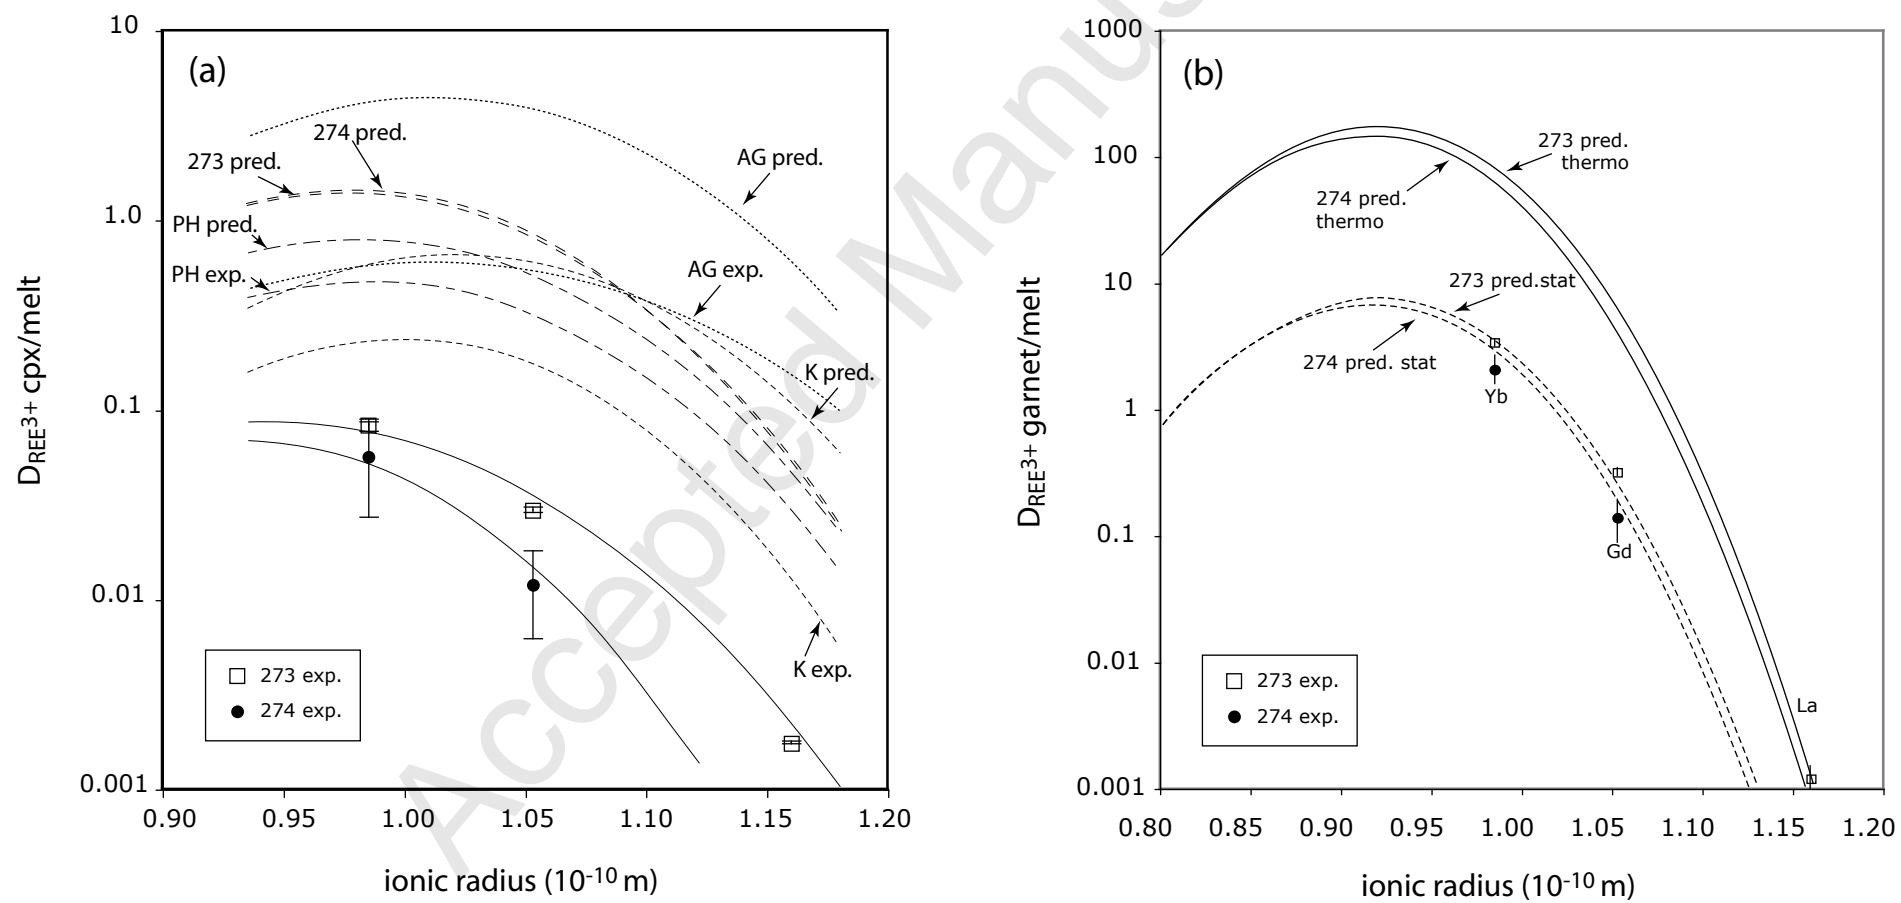 (a)
10
1.0
0.1
0.01
0.001
0.90
0.95
1.00
1.05
1.10
1.15
1.20
D_REE3+ cpx/melt
ionic radius (10-10 m)
274 pred.
273 pred.
PH pred.
PH exp.
AG pred.
AG exp.
K pred.
K exp.
273 exp.
274 exp.
(b)
1000
100
10
1
0.1
0.01
0.001
0.80
0.85
0.90
0.95
1.00
1.05
1.10
1.15
1.20
DREE3+ garnet/melt
ionic radius (10-10 m)
273 pred.
thermo
274 pred.
thermo
273 pred.stat
274 pred. stat
Yb
Gd
La
273 exp.
274 exp.
Accepted Manus